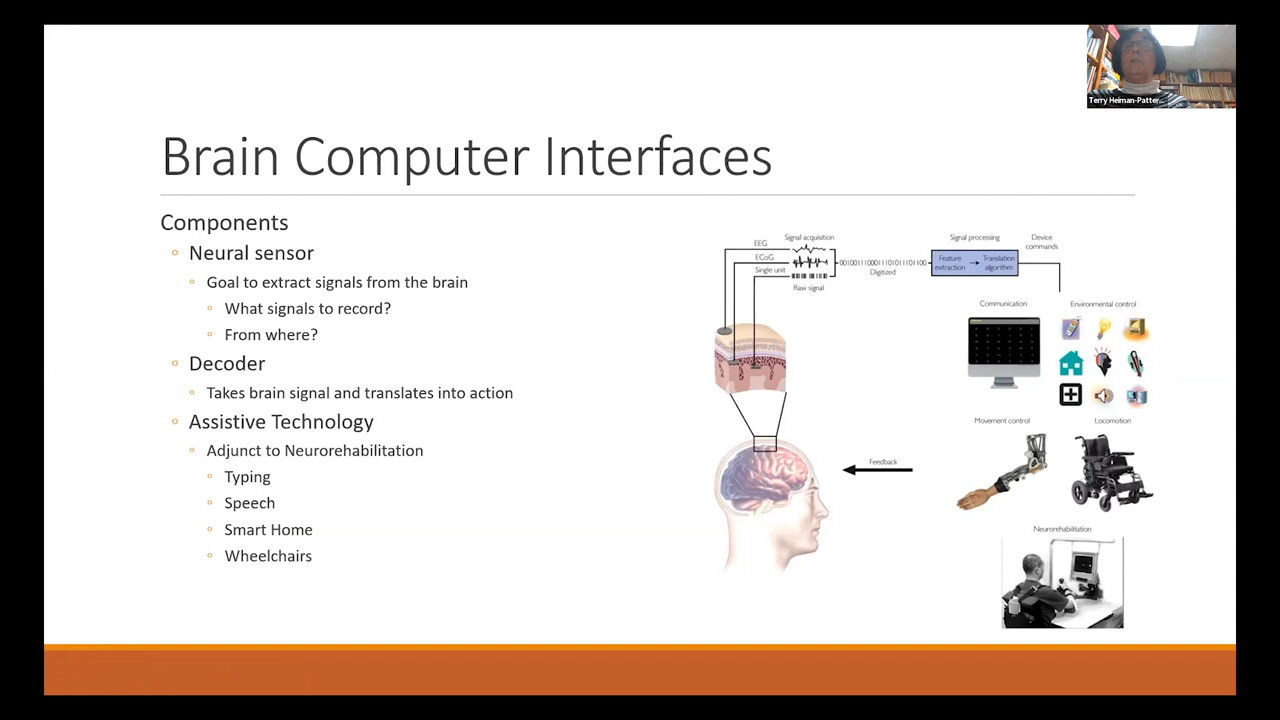 Terry Heiman-Patter...
Brain Computer Interfaces
Components
Neural sensor
Goal to extract signals from the brain
What signals to record?
From where?
Decoder
Takes brain signal and translates into action
Assistive Technology
Adjunct to Neurorehabilitation
Typing
Speech
Smart Home
Wheelchairs
Signal acquisition
EEG
ECoG
Single unit
Raw signal
Digitized
Signal processing
Feature extraction
Translation algorithm
Device
commands
Communication
Environmental control
Movement control
Locomotion
Feedback
Neurorehabilitation